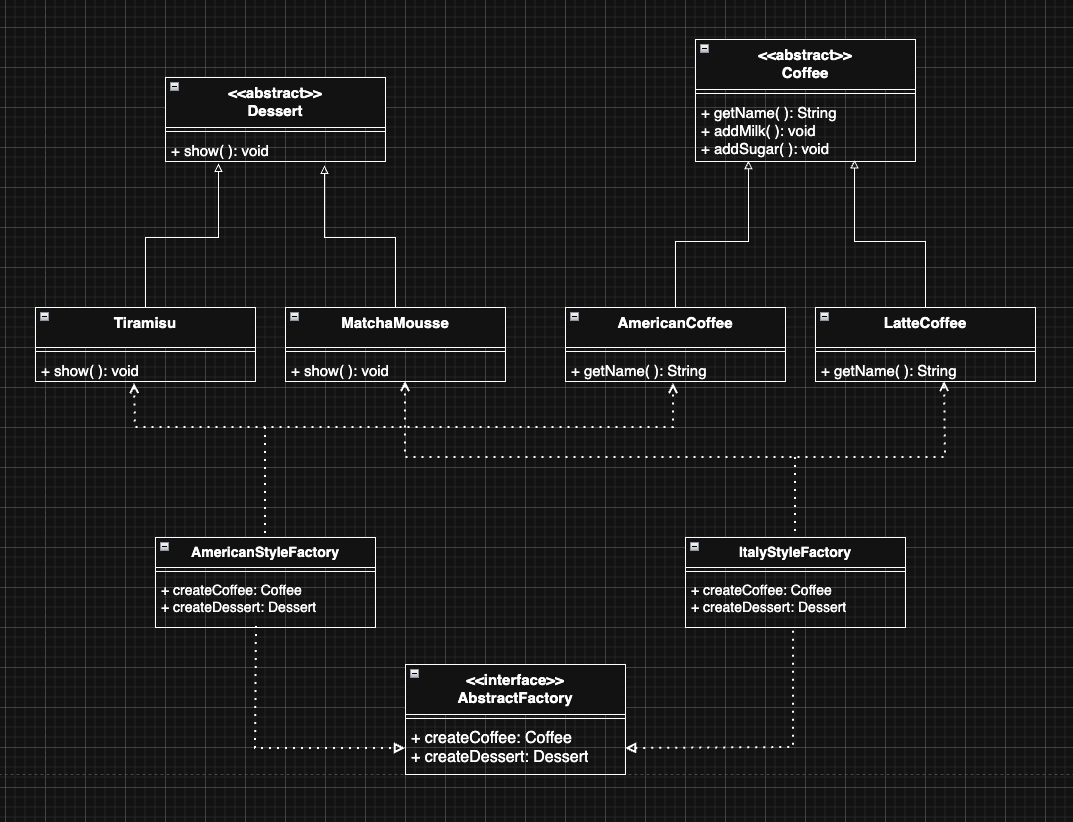 <<abstract>>
Dessert
+ show( ): void
<<abstract>>
Coffee
+ getName( ): String
+ addMilk( ): void
+ addSugar( ): void
Tiramisu
+ show( ): void
MatchaMousse
+ show( ): void
AmericanCoffee
+ getName( ): String
LatteCoffee
+ getName( ): String
AmericanStyleFactory
+ createCoffee: Coffee
+ createDessert: Dessert
ItalyStyleFactory
+ createCoffee: Coffee
+ createDessert: Dessert
<<interface>>
AbstractFactory
+ createCoffee: Coffee
+ createDessert: Dessert